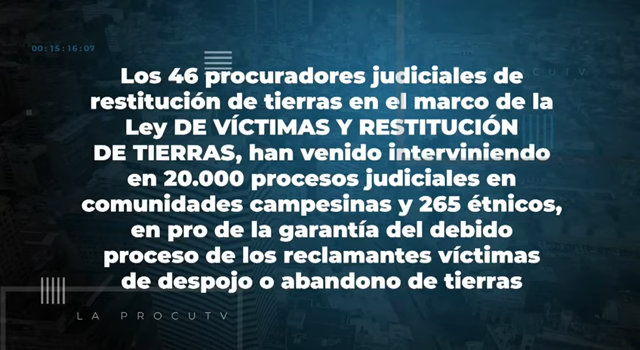 00:15:16:07
Los 46 procuradores judiciales de
restitución de tierras en el marco de la
Ley DE VÍCTIMAS Y RESTITUCIÓN
DE TIERRAS, han venido interviniendo
en 20.000 procesos judiciales en
comunidades campesinas y 265 étnicos,
en pro de la garantía del debido
proceso de los reclamantes víctimas
de despojo o abandono de tierras
LA PROCUTV